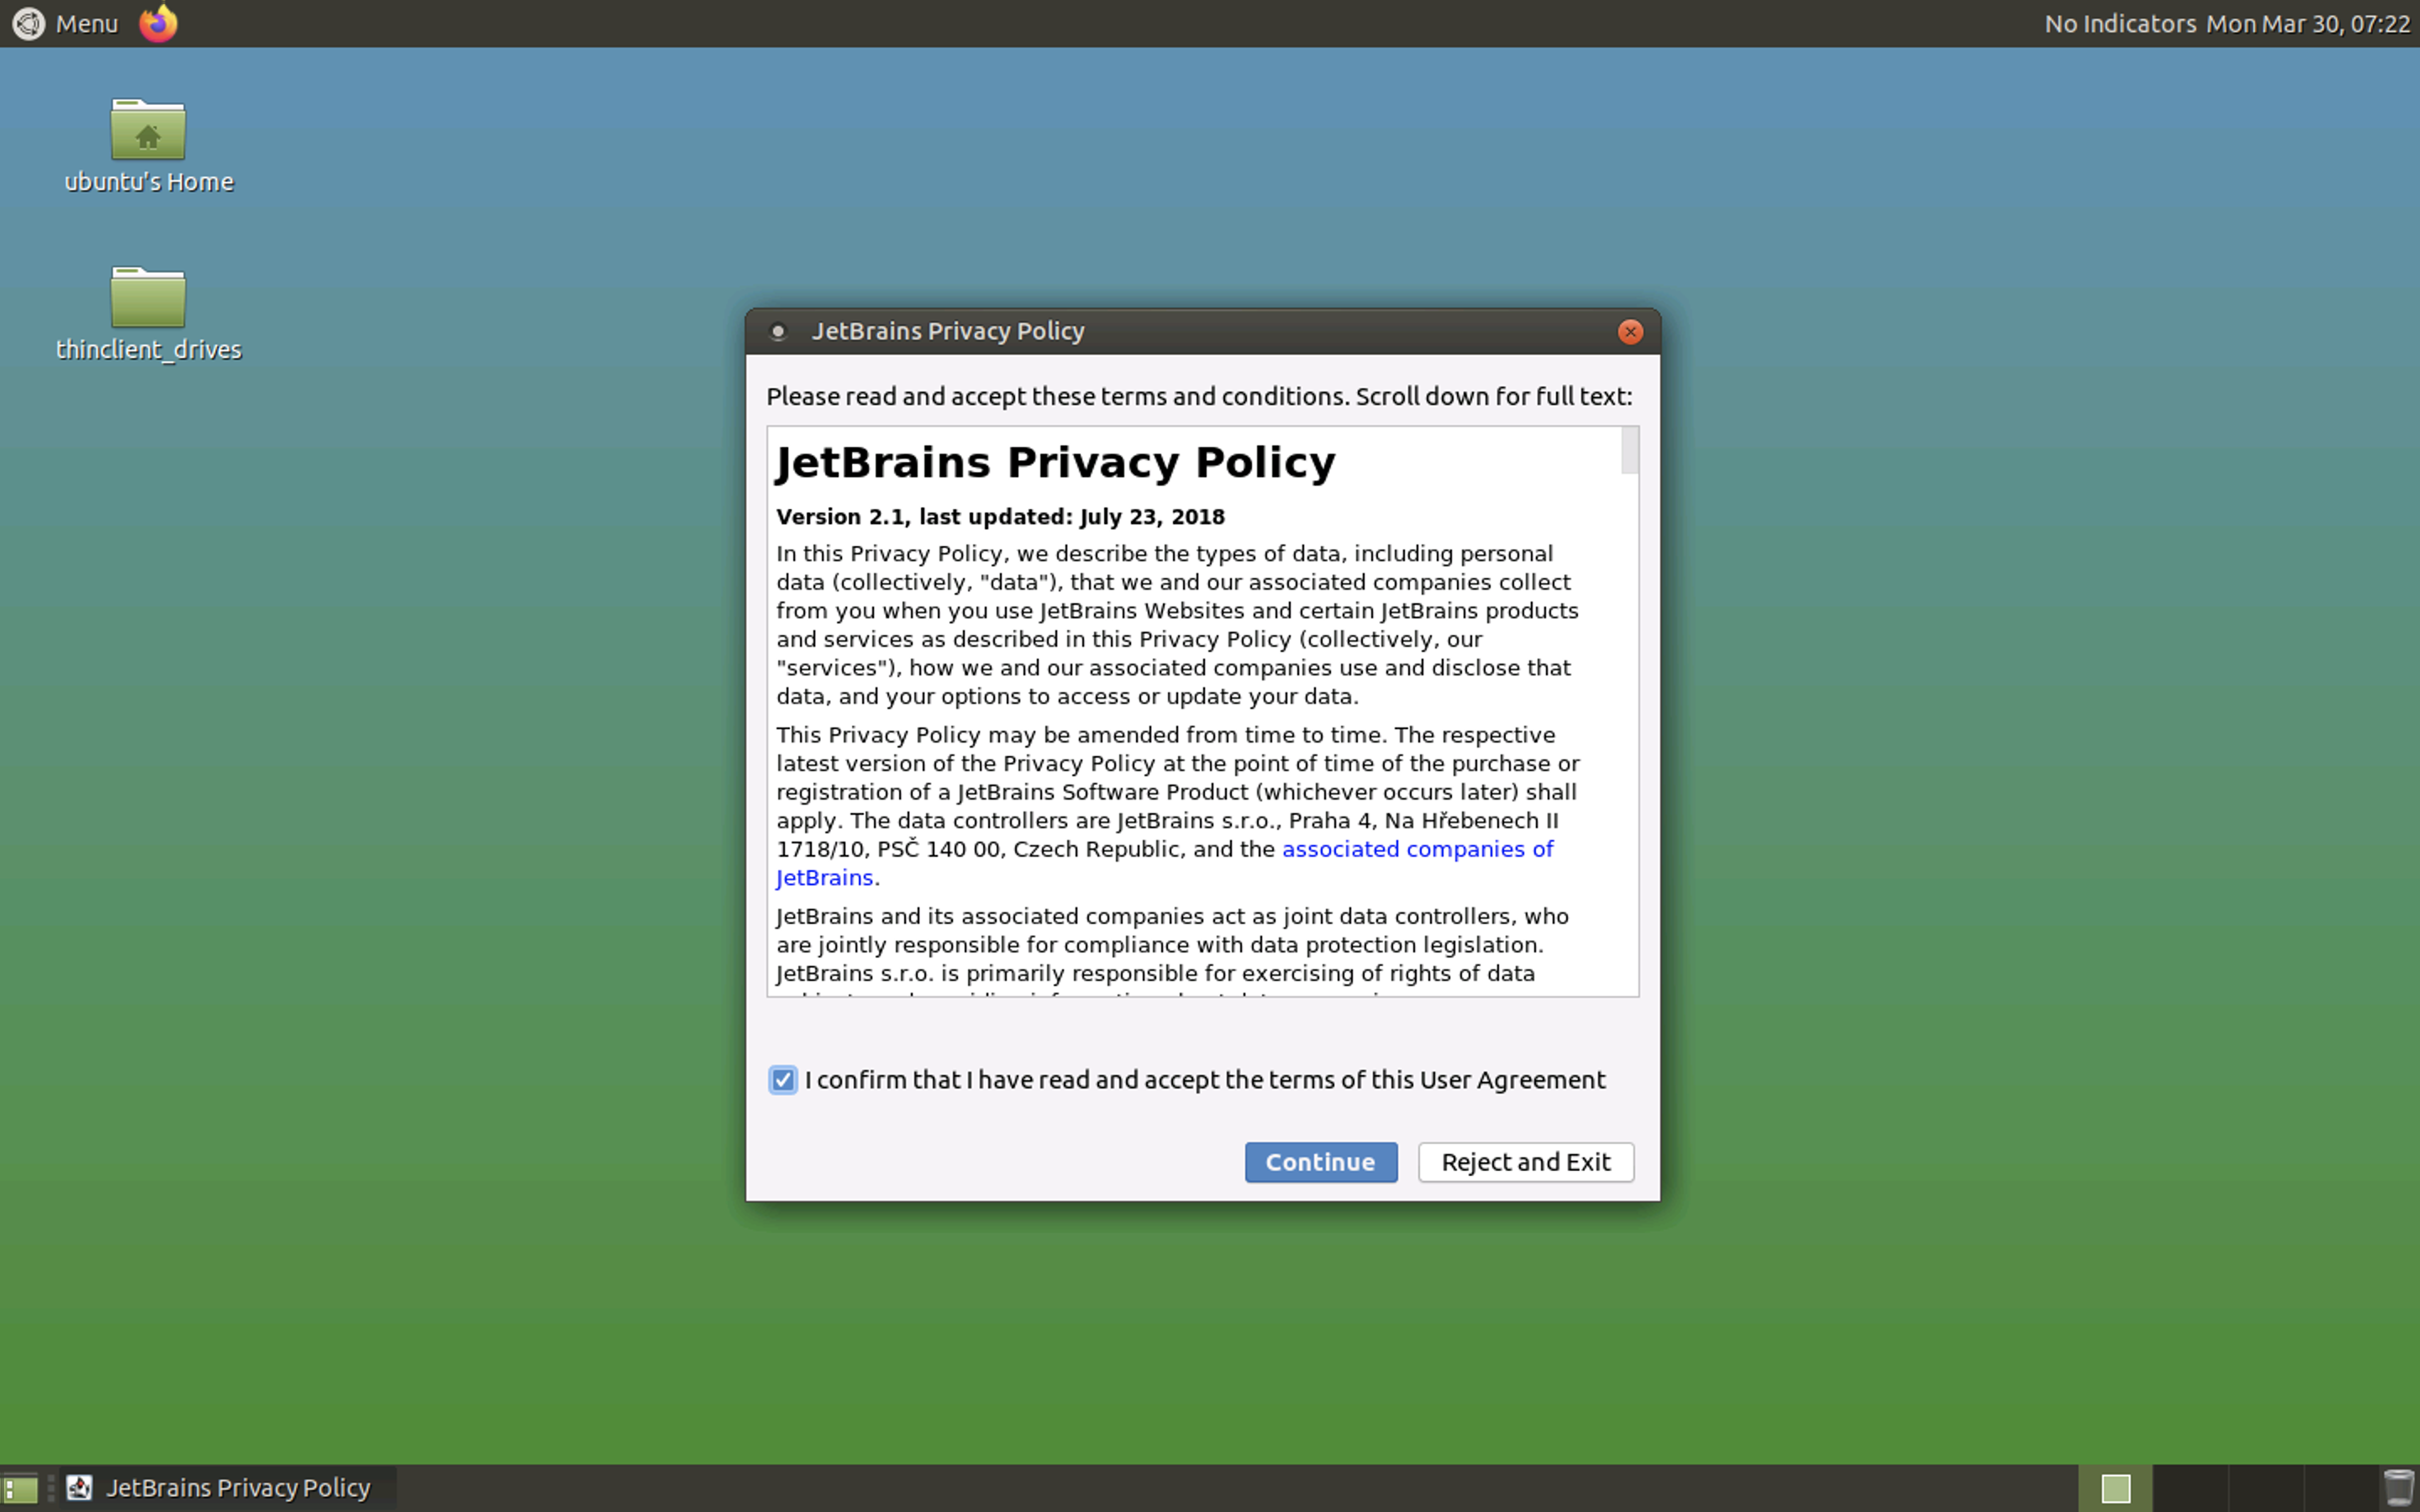 Menu
No Indicators Mon Mar 30, 07:22
ubuntu's Home
thinclient_drives
JetBrains Privacy Policy
Please read and accept these terms and conditions. Scroll down for full text:
JetBrains Privacy Policy
Version 2.1, last updated: July 23, 2018
In this Privacy Policy, we describe the types of data, including personal
data (collectively, "data"), that we and our associated companies collect
from you when you use JetBrains Websites and certain JetBrains products
and services as described in this Privacy Policy (collectively, our
"services"), how we and our associated companies use and disclose that
data, and your options to access or update your data.
This Privacy Policy may be amended from time to time. The respective
latest version of the Privacy Policy at the point of time of the purchase or
registration of a JetBrains Software Product (whichever occurs later) shall
apply. The data controllers are JetBrains s.r.o., Praha 4, Na Hřebenech II
1718/10, PSČ 140 00, Czech Republic, and the associated companies of
JetBrains.
JetBrains and its associated companies act as joint data controllers, who
are jointly responsible for compliance with data protection legislation.
JetBrains s.r.o. is primarily responsible for exercising of rights of data
I confirm that I have read and accept the terms of this User Agreement
Continue
Reject and Exit
JetBrains Privacy Policy